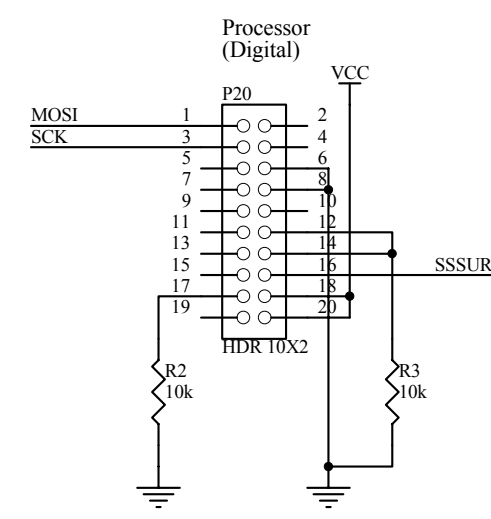 Processor
(Digital)
VCC
P20
MOSI 1 2
SCK 3 4
5 6
7 8
9 10
11 12
13 14
15 16 SSSUR
17 18
19 20
HDR 10X2
R2
10k
R3
10k